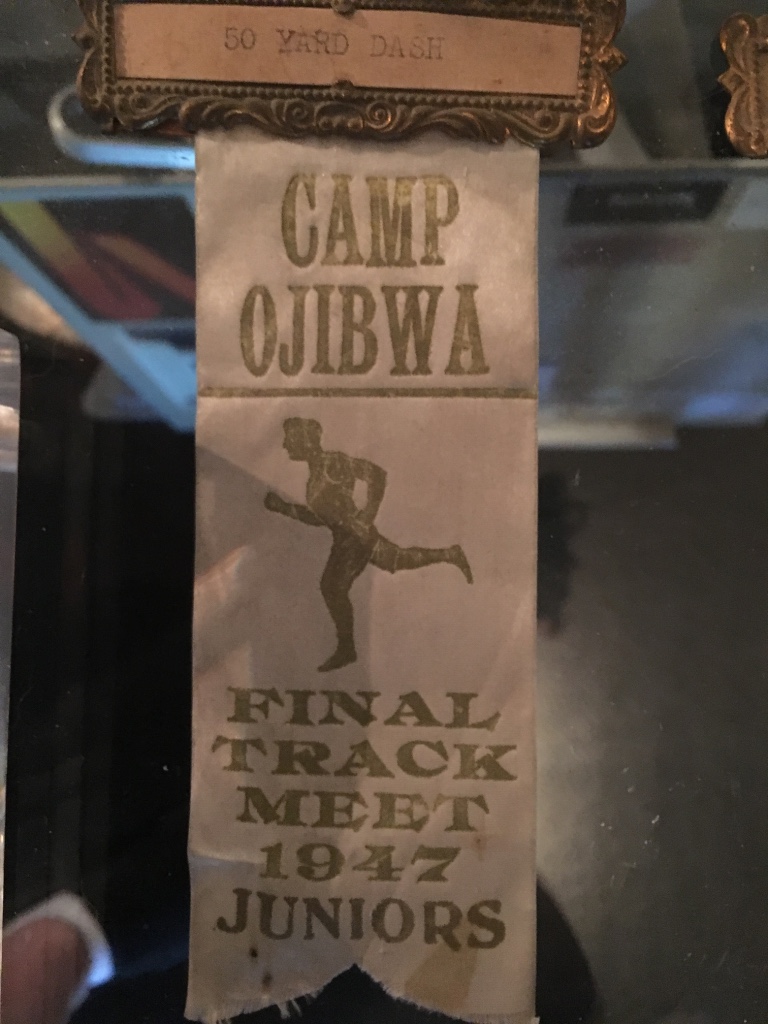 50 YARD DASH
CAMP
OJIBWA
FINAL
TRACK
MEET
1947
JUNIORS